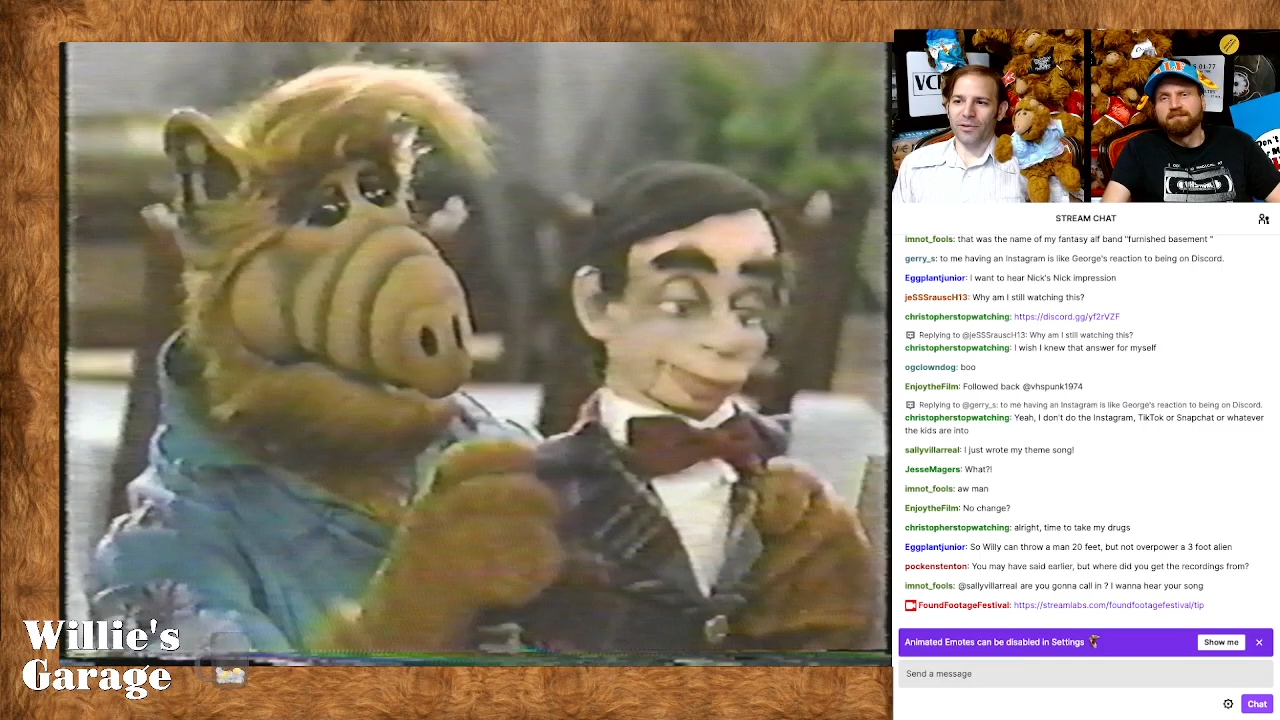 VCR
ALF
Don't
STREAM CHAT
imnot_fools: that was the name of my fantasy alf band "furnished basement "
gerry_s: to me having an Instagram is like George's reaction to being on Discord.
Eggplantjunior: I want to hear Nick's Nick impression
jeSSSrauscH13: Why am I still watching this?
christopherstopwatching: https://discord.gg/yf2rVZF
Replying to @jeSSSrauscH13: Why am I still watching this?
christopherstopwatching: I wish I knew that answer for myself
ogclowndog: boo
EnjoytheFilm: Followed back @vhspunk1974
Replying to @gerry_s: to me having an Instagram is like George's reaction to being on Discord.
christopherstopwatching: Yeah, I don't do the Instagram, TikTok or Snapchat or whatever
the kids are into
sallyvillarreal: I just wrote my theme song!
JesseMagers: What?!
imnot_fools: aw man
EnjoytheFilm: No change?
christopherstopwatching: alright, time to take my drugs
Eggplantjunior: So Willy can throw a man 20 feet, but not overpower a 3 foot alien
pockenstenton: You may have said earlier, but where did you get the recordings from?
imnot_fools: @sallyvillarreal are you gonna call in ? I wanna hear your song
FoundFootageFestival: https://streamlabs.com/foundfootagefestival/tip
Animated Emotes can be disabled in Settings
Show me
Send a message
Chat
Willie's
Garage